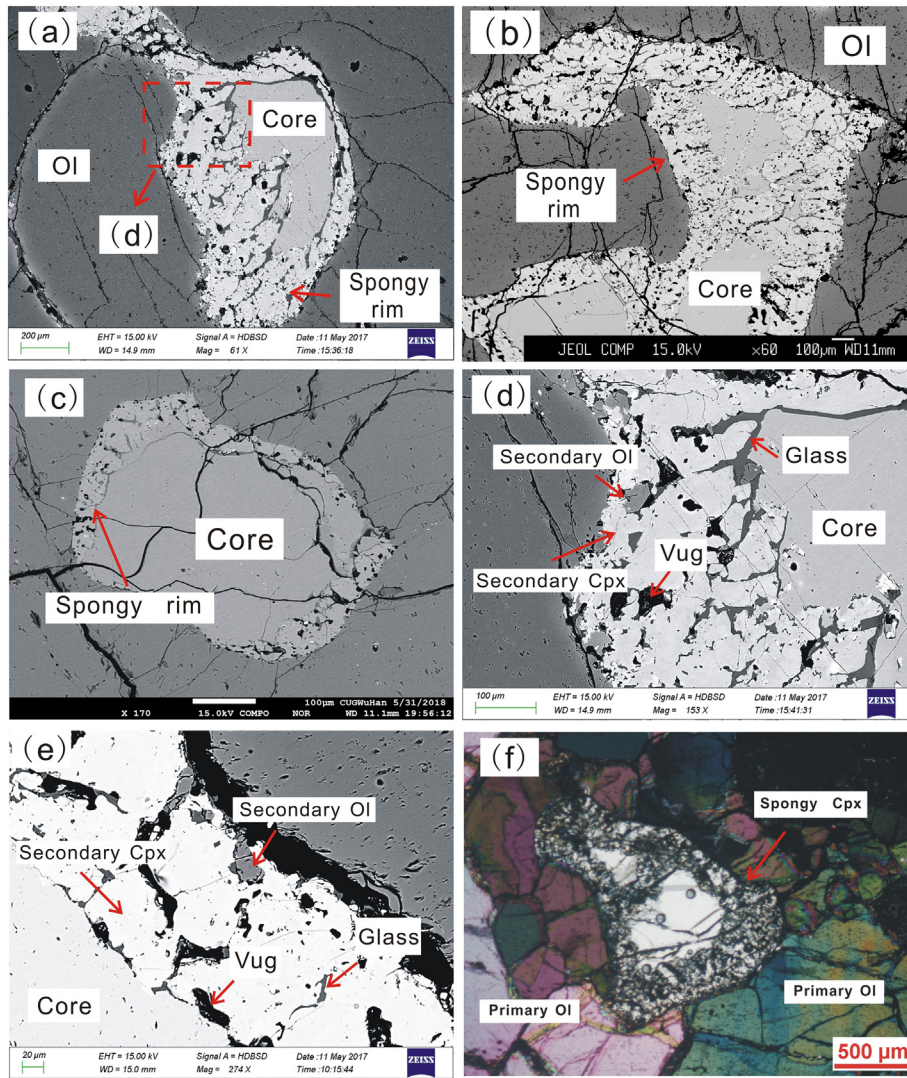 (a)
Core
Ol
(d)
Spongy
rim
200 µm
EHT = 15.00 kV
WD = 14.9 mm
Signal A = HDBSD
Mag = 61 X
Date :11 May 2017
Time :15:36:18
ZEISS
(b)
Ol
Spongy
rim
Core
JEOL COMP 15.0kV ×60 100µm WD11mm
(c)
Core
Spongy rim
100µm CUGWuHan 5/31/2018
X 170 15.0kV COMPO NOR WD 11.1mm 19:56:12
(d)
Secondary Ol
Glass
Core
Vug
Secondary Cpx
100 µm
EHT = 15.00 kV
WD = 14.9 mm
Signal A = HDBSD
Mag = 153 X
Date :11 May 2017
Time :15:41:31
ZEISS
(e)
Secondary Ol
Secondary Cpx
Glass
Vug
Core
20 µm
EHT = 15.00 kV
WD = 15.0 mm
Signal A = HDBSD
Mag = 274 X
Date :11 May 2017
Time :10:15:44
ZEISS
(f)
Spongy Cpx
Primary Ol
Primary Ol
500 µm